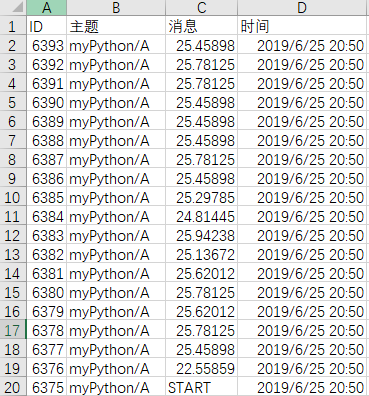 A B C D
1 ID 主题 消息 时间
2 6393 myPython/A 25.45898 2019/6/25 20:50
3 6392 myPython/A 25.78125 2019/6/25 20:50
4 6391 myPython/A 25.78125 2019/6/25 20:50
5 6390 myPython/A 25.45898 2019/6/25 20:50
6 6389 myPython/A 25.45898 2019/6/25 20:50
7 6388 myPython/A 25.45898 2019/6/25 20:50
8 6387 myPython/A 25.78125 2019/6/25 20:50
9 6386 myPython/A 25.45898 2019/6/25 20:50
10 6385 myPython/A 25.29785 2019/6/25 20:50
11 6384 myPython/A 24.81445 2019/6/25 20:50
12 6383 myPython/A 25.94238 2019/6/25 20:50
13 6382 myPython/A 25.13672 2019/6/25 20:50
14 6381 myPython/A 25.62012 2019/6/25 20:50
15 6380 myPython/A 25.78125 2019/6/25 20:50
16 6379 myPython/A 25.62012 2019/6/25 20:50
17 6378 myPython/A 25.78125 2019/6/25 20:50
18 6377 myPython/A 25.45898 2019/6/25 20:50
19 6376 myPython/A 22.55859 2019/6/25 20:50
20 6375 myPython/A START 2019/6/25 20:50